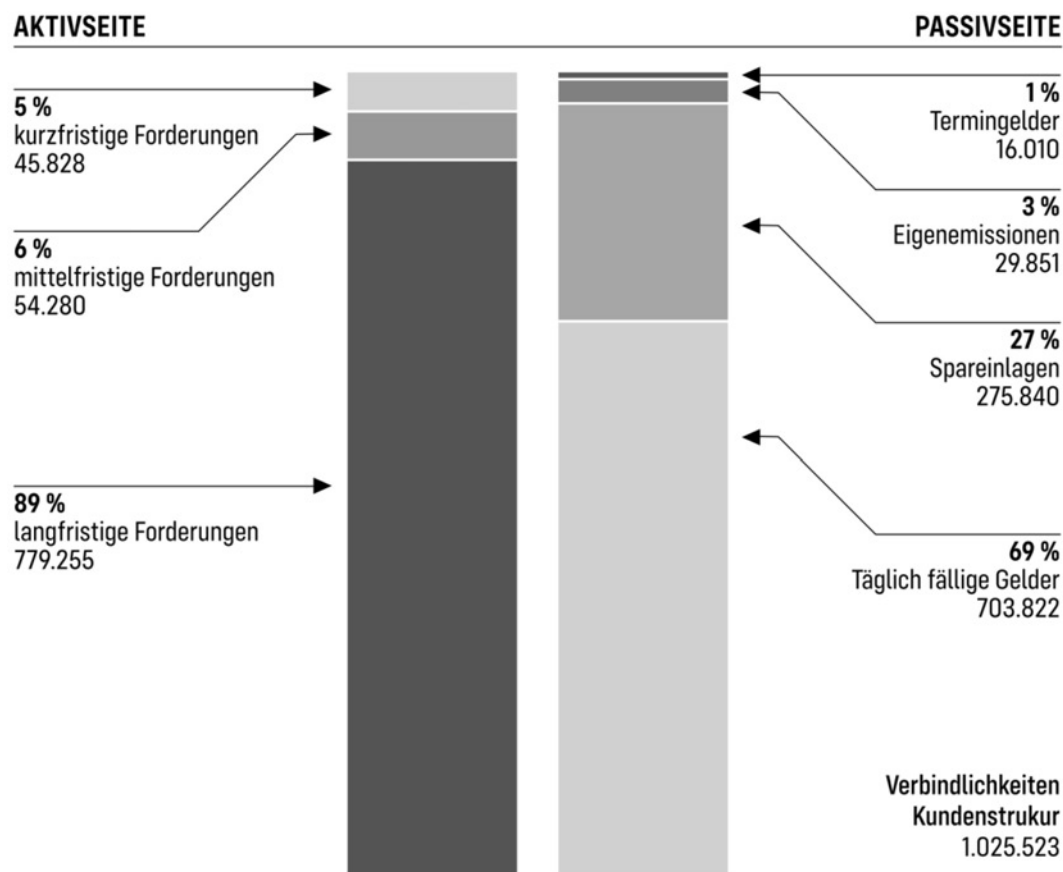 AKTIVSEITE
PASSIVSEITE
5 %
kurzfristige Forderungen
45.828
6 %
mittelfristige Forderungen
54.280
89 %
langfristige Forderungen
779.255
1 %
Termingelder
16.010
3 %
Eigenemissionen
29.851
27 %
Spareinlagen
275.840
69 %
Täglich fällige Gelder
703.822
Verbindlichkeiten
Kundenstrukur
1.025.523